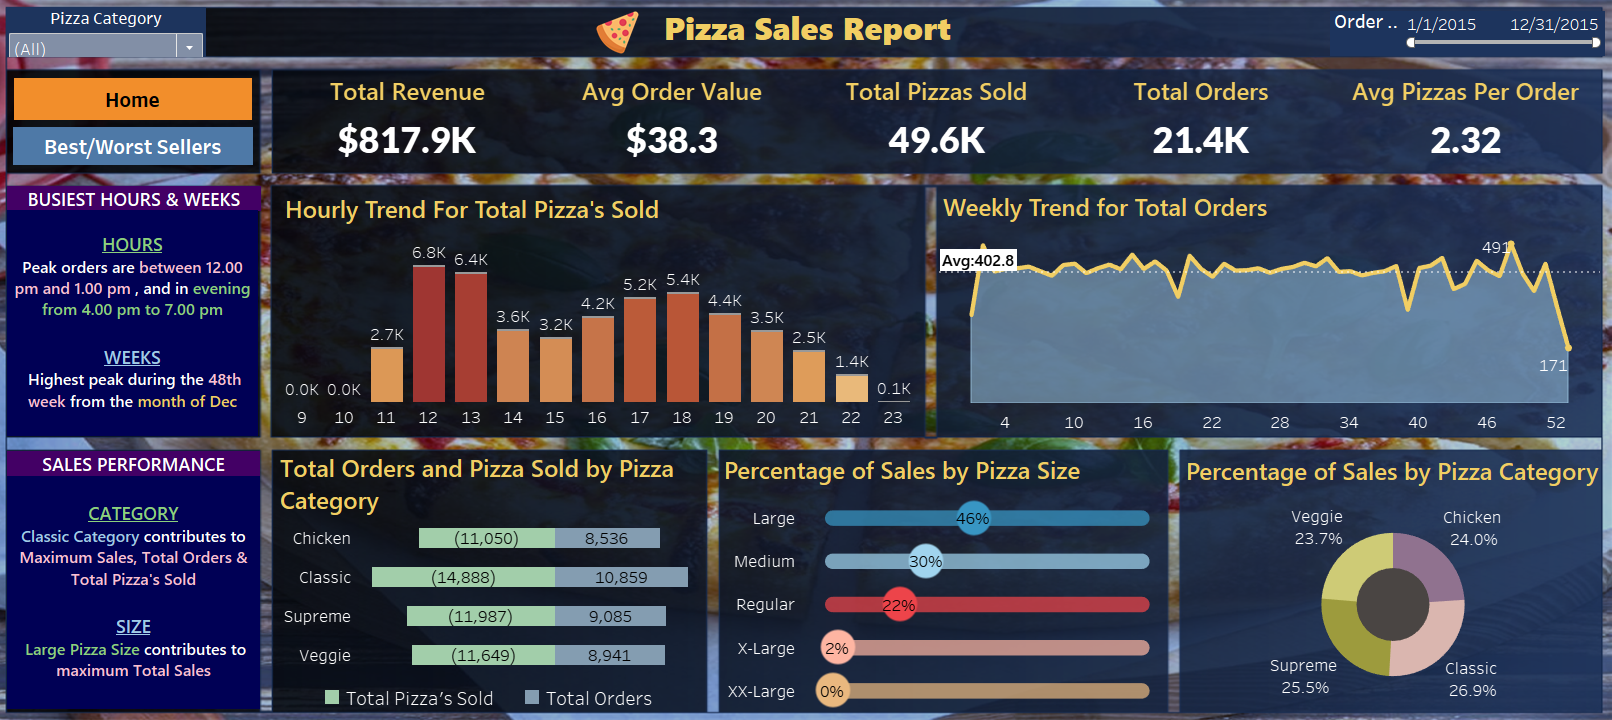 Pizza Category
(All)
Pizza Sales Report
Order ..
1/1/2015
12/31/2015
Home
Best/Worst Sellers
Total Revenue
$817.9K
Avg Order Value
$38.3
Total Pizzas Sold
49.6K
Total Orders
21.4K
Avg Pizzas Per Order
2.32
BUSIEST HOURS & WEEKS
HOURS
Peak orders are between 12.00
pm and 1.00 pm , and in evening
from 4.00 pm to 7.00 pm
WEEKS
Highest peak during the 48th
week from the month of Dec
Hourly Trend For Total Pizza's Sold
0.0K 0.0K 2.7K 6.8K 6.4K 3.6K 3.2K 4.2K 5.2K 5.4K 4.4K 3.5K 2.5K 1.4K 0.1K
9 10 11 12 13 14 15 16 17 18 19 20 21 22 23
Weekly Trend for Total Orders
Avg:402.8
491
171
4 10 16 22 28 34 40 46 52
SALES PERFORMANCE
CATEGORY
Classic Category contributes to
Maximum Sales, Total Orders &
Total Pizza's Sold
SIZE
Large Pizza Size contributes to
maximum Total Sales
Total Orders and Pizza Sold by Pizza
Category
Chicken (11,050) 8,536
Classic (14,888) 10,859
Supreme (11,987) 9,085
Veggie (11,649) 8,941
Total Pizza's Sold Total Orders
Percentage of Sales by Pizza Size
Large 46%
Medium 30%
Regular 22%
X-Large 2%
XX-Large 0%
Percentage of Sales by Pizza Category
Veggie
23.7%
Chicken
24.0%
Supreme
25.5%
Classic
26.9%